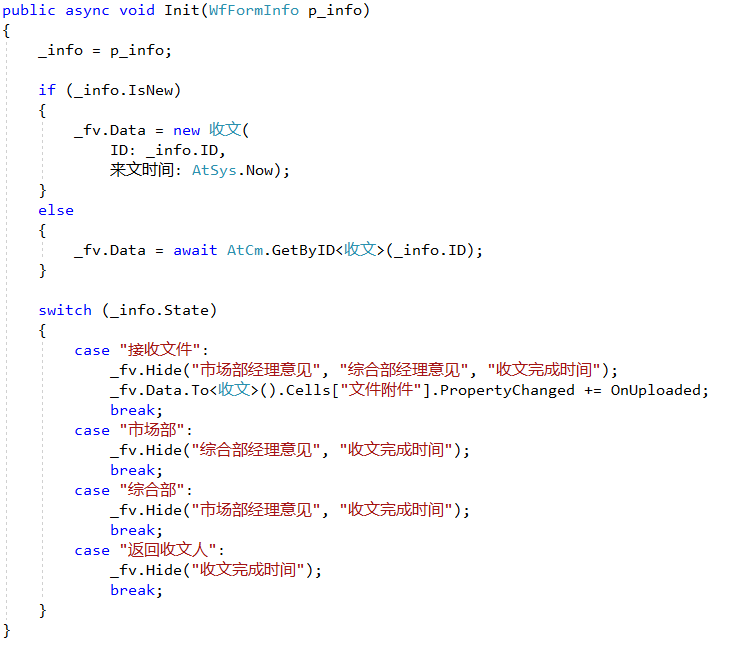 public async void Init(WfFormInfo p_info)
{
    _info = p_info;

    if (_info.IsNew)
    {
        _fv.Data = new 收文(
            ID: _info.ID,
            来文时间: AtSys.Now);
    }
    else
    {
        _fv.Data = await AtCm.GetByID<收文>(_info.ID);
    }

    switch (_info.State)
    {
        case "接收文件":
            _fv.Hide("市场部经理意见", "综合部经理意见", "收文完成时间");
            _fv.Data.To<收文>().Cells["文件附件"].PropertyChanged += OnUploaded;
            break;
        case "市场部":
            _fv.Hide("综合部经理意见", "收文完成时间");
            break;
        case "综合部":
            _fv.Hide("市场部经理意见", "收文完成时间");
            break;
        case "返回收文人":
            _fv.Hide("收文完成时间");
            break;
    }
}